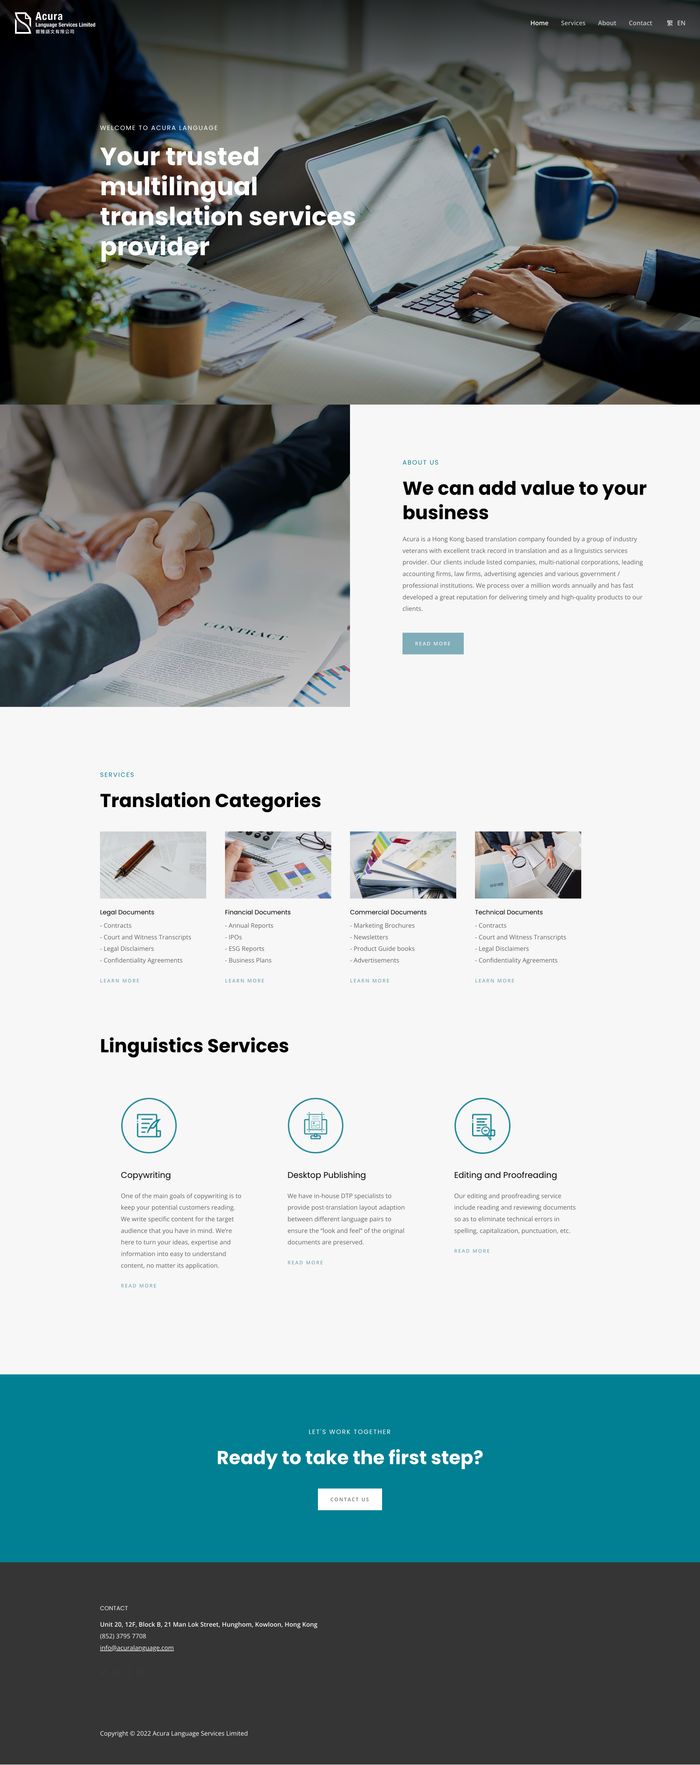 Acura
Language Services Limited
Home Services About Contact 繁 EN
WELCOME TO ACURA LANGUAGE
Your trusted
multilingual
translation services
provider
ABOUT US
We can add value to your
business
Acura is a Hong Kong based translation company founded by a group of industry
veterans with excellent track record in translation and as a linguistics services
provider. Our clients include listed companies, multi-national corporations, leading
accounting firms, law firms, advertising agencies and various government /
professional institutions. We process over a million words annually and has fast
developed a great reputation for delivering timely and high-quality products to our
clients.
READ MORE
CONTRACT
SERVICES
Translation Categories
Legal Documents
- Contracts
- Court and Witness Transcripts
- Legal Disclaimers
- Confidentiality Agreements
LEARN MORE
Financial Documents
- Annual Reports
- IPOs
- ESG Reports
- Business Plans
LEARN MORE
Commercial Documents
- Marketing Brochures
- Newsletters
- Product Guide books
- Advertisements
LEARN MORE
Technical Documents
- Contracts
- Court and Witness Transcripts
- Legal Disclaimers
- Confidentiality Agreements
LEARN MORE
Linguistics Services
Copywriting
One of the main goals of copywriting is to
keep your potential customers reading.
We write specific content for the target
audience that you have in mind. We're
here to turn your ideas, expertise and
information into easy to understand
content, no matter its application.
READ MORE
Desktop Publishing
We have in-house DTP specialists to
provide post-translation layout adaption
between different language pairs to
ensure the "look and feel" of the original
documents are preserved.
READ MORE
Editing and Proofreading
Our editing and proofreading service
include reading and reviewing documents
so as to eliminate technical errors in
spelling, capitalization, punctuation, etc.
READ MORE
LET'S WORK TOGETHER
Ready to take the first step?
CONTACT US
CONTACT
Unit 20, 12F, Block B, 21 Man Lok Street, Hunghom, Kowloon, Hong Kong
(852) 3795 7708
info@acuralanguage.com
Copyright © 2022 Acura Language Services Limited